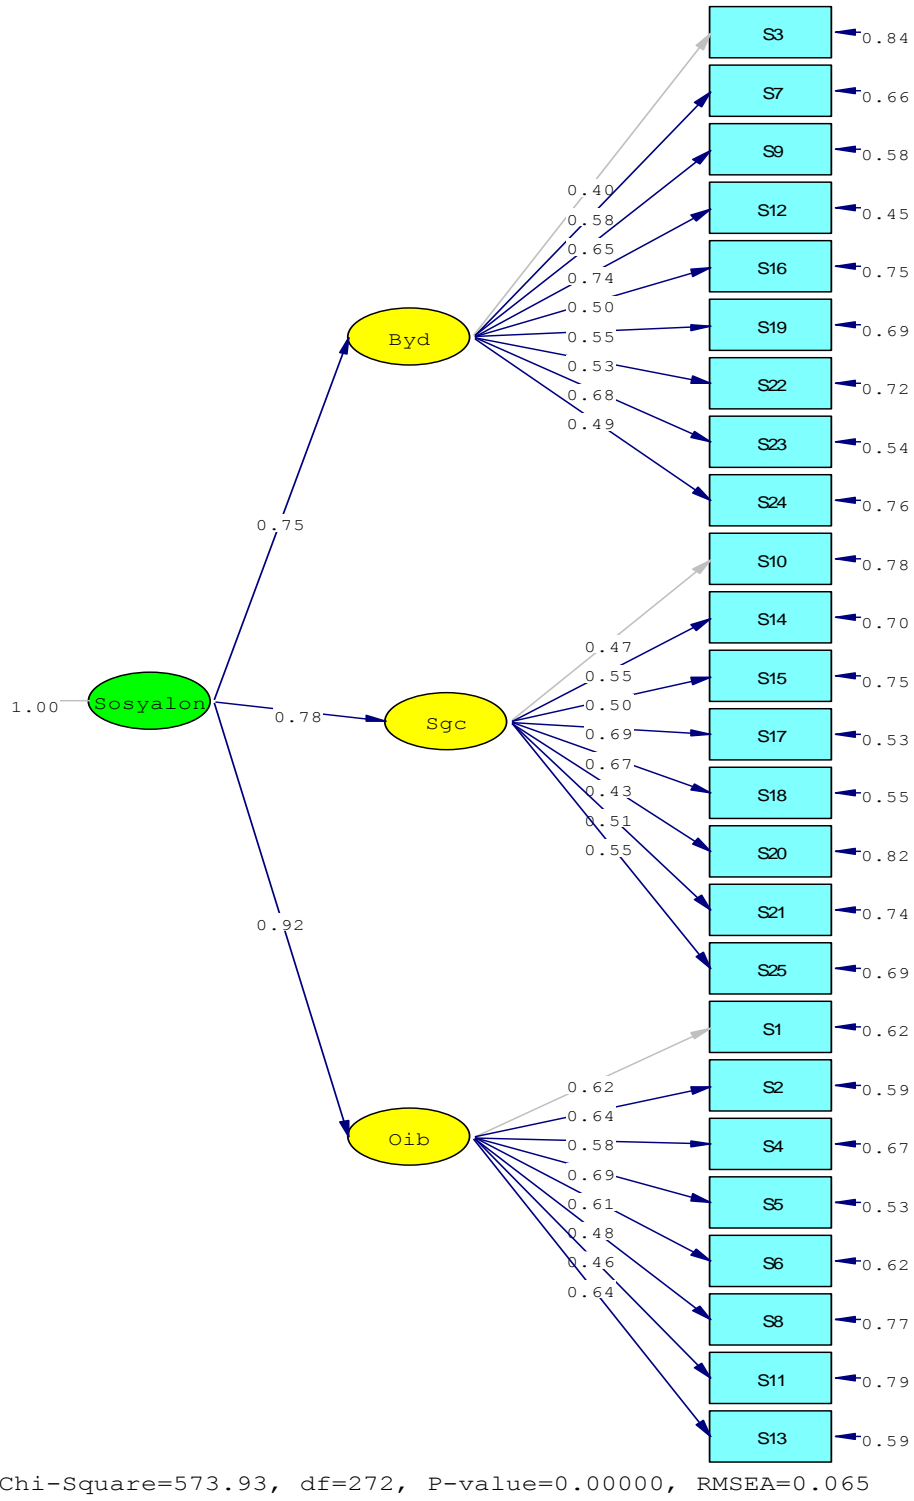 S3
0.84
S7
0.66
S9
0.58
S12
0.45
S16
0.75
S19
0.69
S22
0.72
S23
0.54
S24
0.76
S10
0.78
S14
0.70
S15
0.75
S17
0.53
S18
0.55
S20
0.82
S21
0.74
S25
0.69
S1
0.62
S2
0.59
S4
0.67
S5
0.53
S6
0.62
S8
0.77
S11
0.79
S13
0.59
0.40
0.58
0.65
0.74
0.50
0.55
0.53
0.68
0.49
Byd
0.75
0.47
0.55
0.50
0.69
0.67
0.43
0.51
0.55
1.00
Sosyalon
0.78
Sgc
0.92
0.62
0.64
0.58
0.69
0.61
0.48
0.46
0.64
Oib
Chi-Square=573.93, df=272, P-value=0.00000, RMSEA=0.065